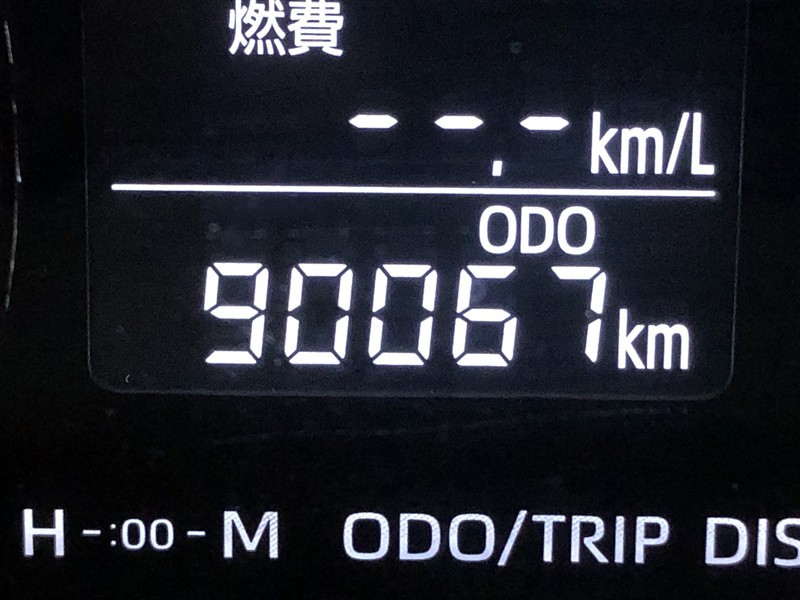 燃費
--.- km/L
ODO
90067 km
H -:00- M ODO/TRIP DIS